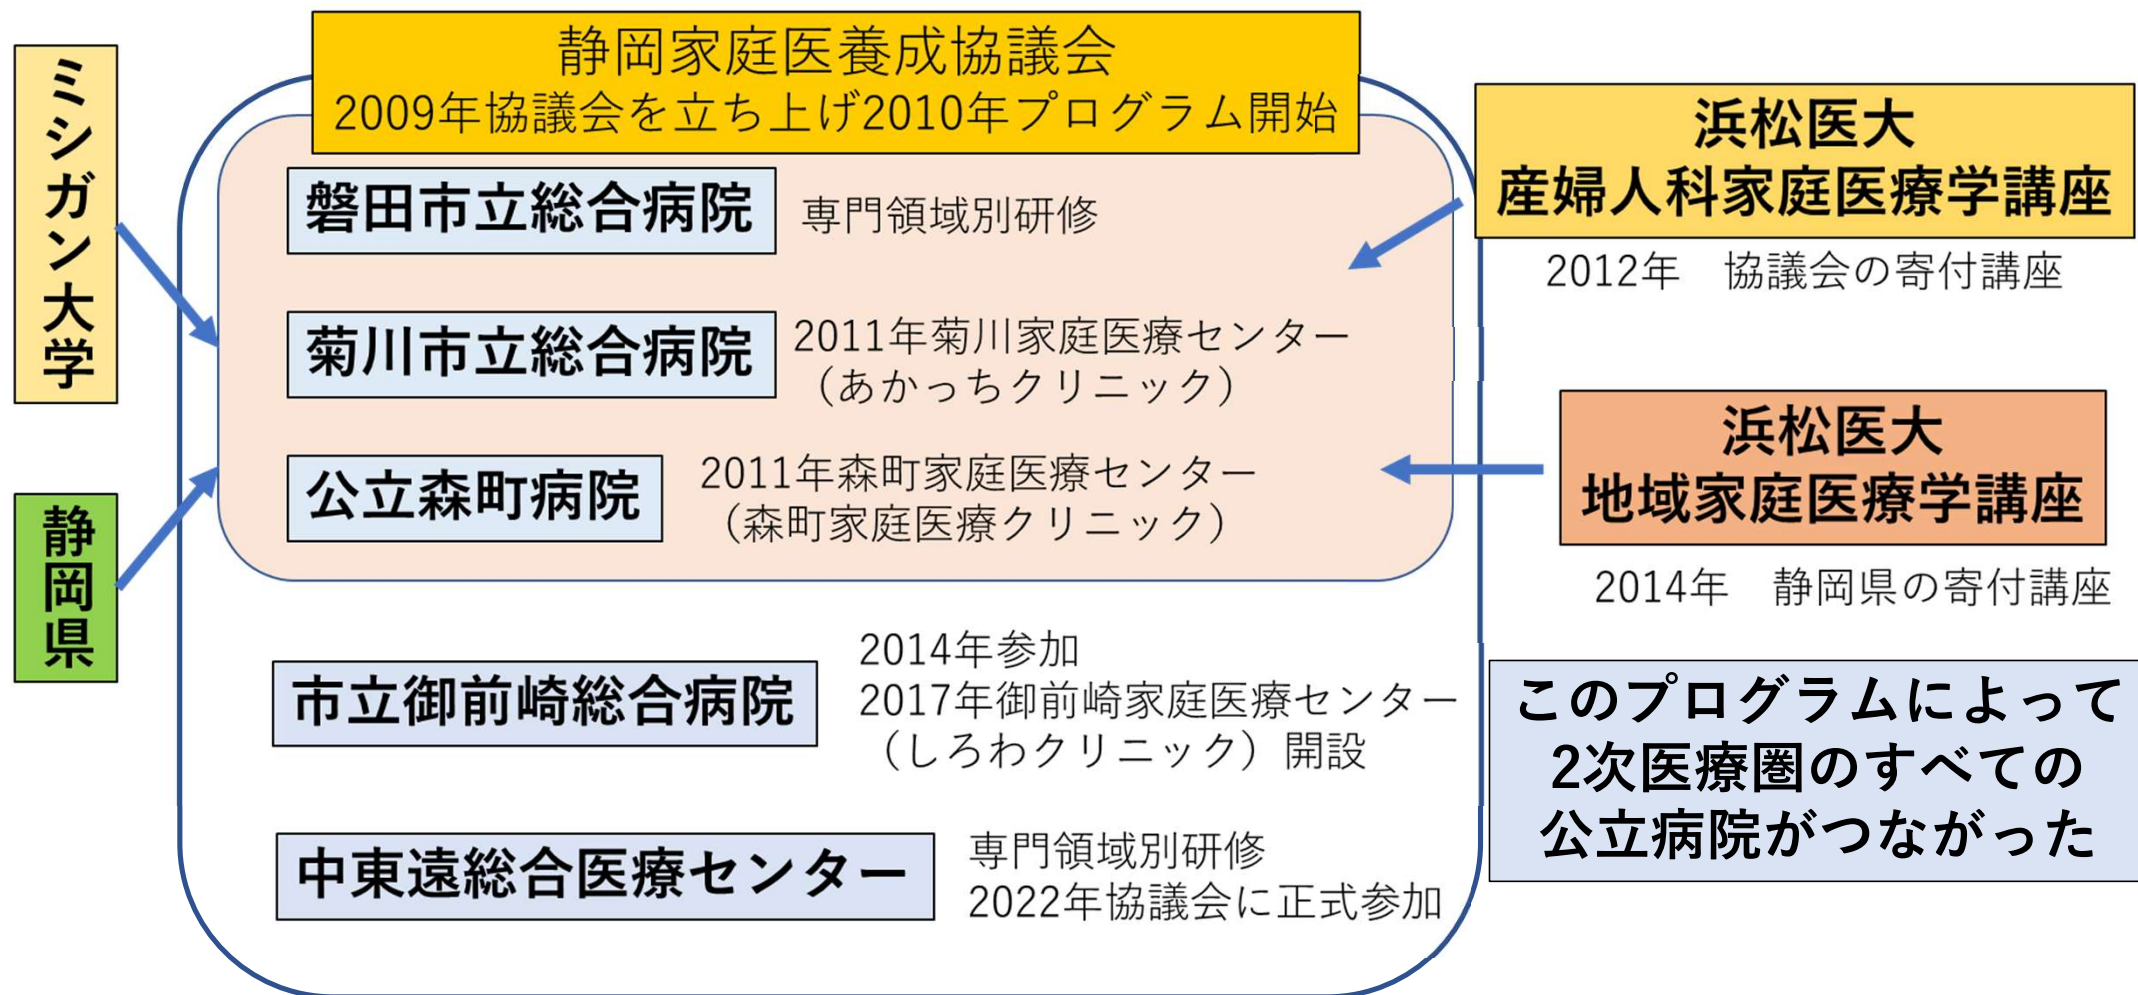 静岡家庭医養成協議会
2009年協議会を立ち上げ2010年プログラム開始
ミシガン大学
静岡県
磐田市立総合病院
専門領域別研修
菊川市立総合病院
2011年菊川家庭医療センター
（あかっちクリニック）
公立森町病院
2011年森町家庭医療センター
（森町家庭医療クリニック）
市立御前崎総合病院
2014年参加
2017年御前崎家庭医療センター
（しろわクリニック）開設
中東遠総合医療センター
専門領域別研修
2022年協議会に正式参加
浜松医大
産婦人科家庭医療学講座
2012年　協議会の寄付講座
浜松医大
地域家庭医療学講座
2014年　静岡県の寄付講座
このプログラムによって
2次医療圏のすべての
公立病院がつながった